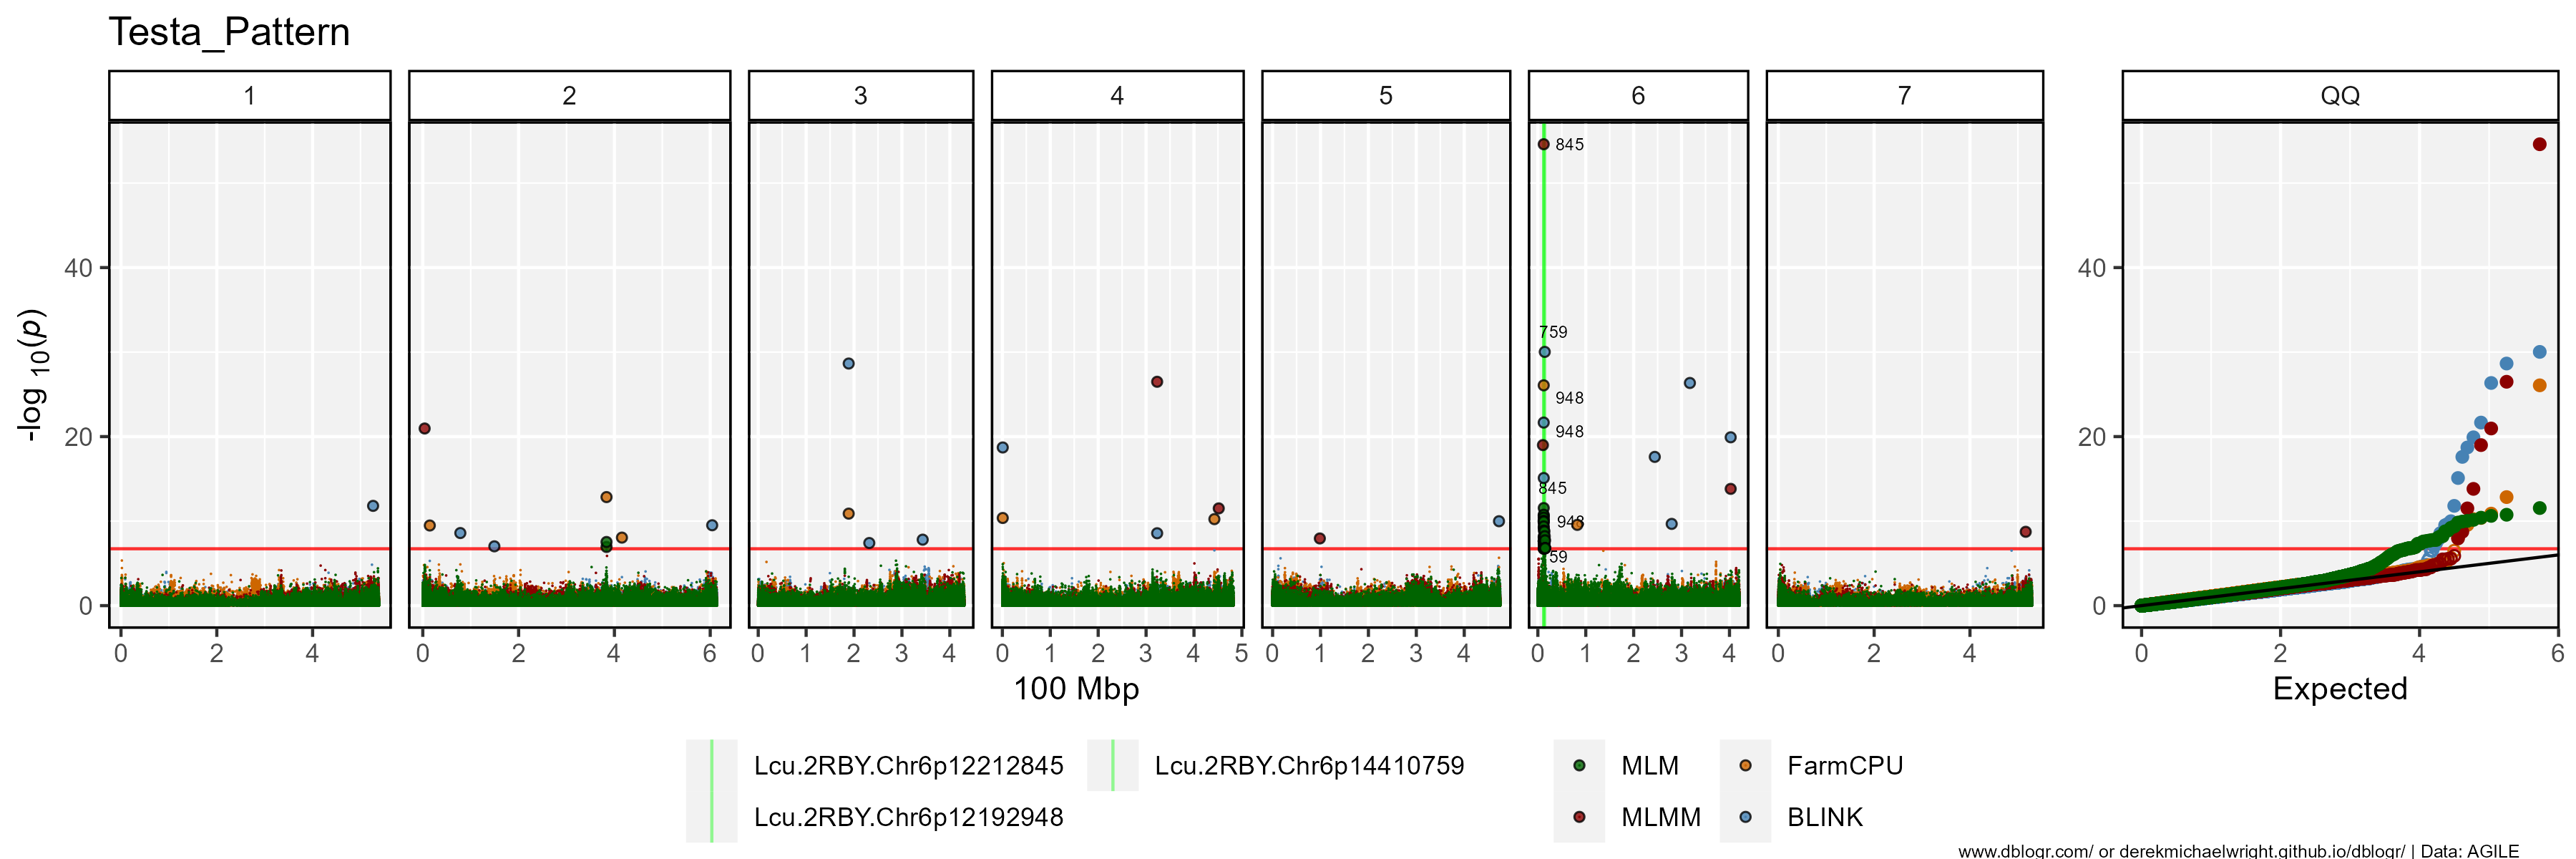 Testa_Pattern
1 2 3 4 5 6 7 QQ
845
759
948
948
845
948
59
-log 10(p)
40 20 0
40 20 0
0 2 4 0 2 4 6 0 1 2 3 4 0 1 2 3 4 5 0 1 2 3 4 0 1 2 3 4 0 2 4 0 2 4 6
100 Mbp Expected
Lcu.2RBY.Chr6p12212845 Lcu.2RBY.Chr6p14410759 MLM FarmCPU
Lcu.2RBY.Chr6p12192948 MLMM BLINK
www.dblogr.com/ or derekmichaelwright.github.io/dblogr/ | Data: AGILE